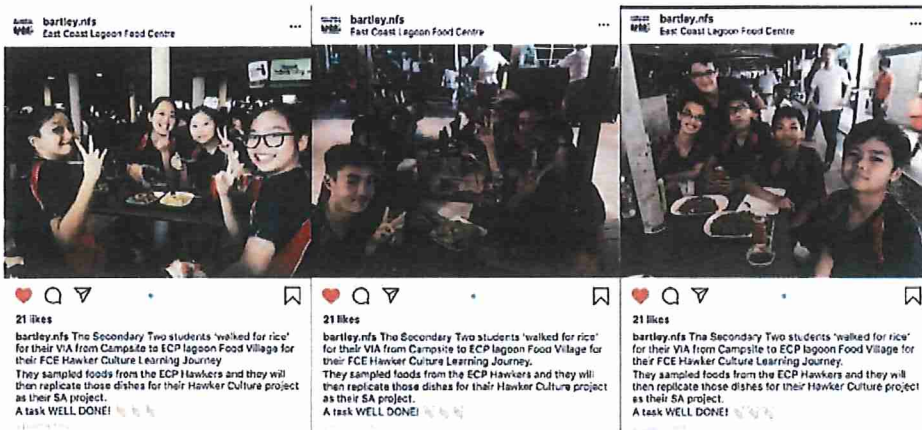 bartley.nfs
East Coast Lagoon Food Centre
21 likes
bartley.nfs The Secondary Two students 'walked for rice'
for their VIA from Campsite to ECP lagoon Food Village for
their FCE Hawker Culture Learning Journey
They sampled foods from the ECP Hawkers and they will
then replicate those dishes for their Hawker Culture project
as their SA project.
A task WELL DONE!
bartley.nfs
East Coast Lagoon Food Centre
21 likes
bartley.nfs The Secondary Two students 'walked for rice'
for their VIA from Campsite to ECP lagoon Food Village for
their FCE Hawker Culture Learning Journey.
They sampled foods from the ECP Hawkers and they will
then replicate those dishes for their Hawker Culture project
as their SA project.
A task WELL DONE!
bartley.nfs
East Coast Lagoon Food Centre
21 likes
bartley.nfs The Secondary Two students 'walked for rice'
for their VIA from Campsite to ECP lagoon Food Village for
their FCE Hawker Culture Learning Journey.
They sampled foods from the ECP Hawkers and they will
then replicate those dishes for their Hawker Culture project
as their SA project.
A task WELL DONE!